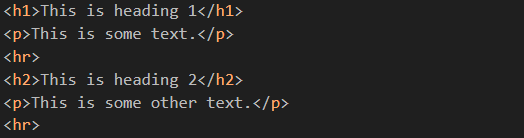 <h1>This is heading 1</h1>
<p>This is some text.</p>
<hr>
<h2>This is heading 2</h2>
<p>This is some other text.</p>
<hr>